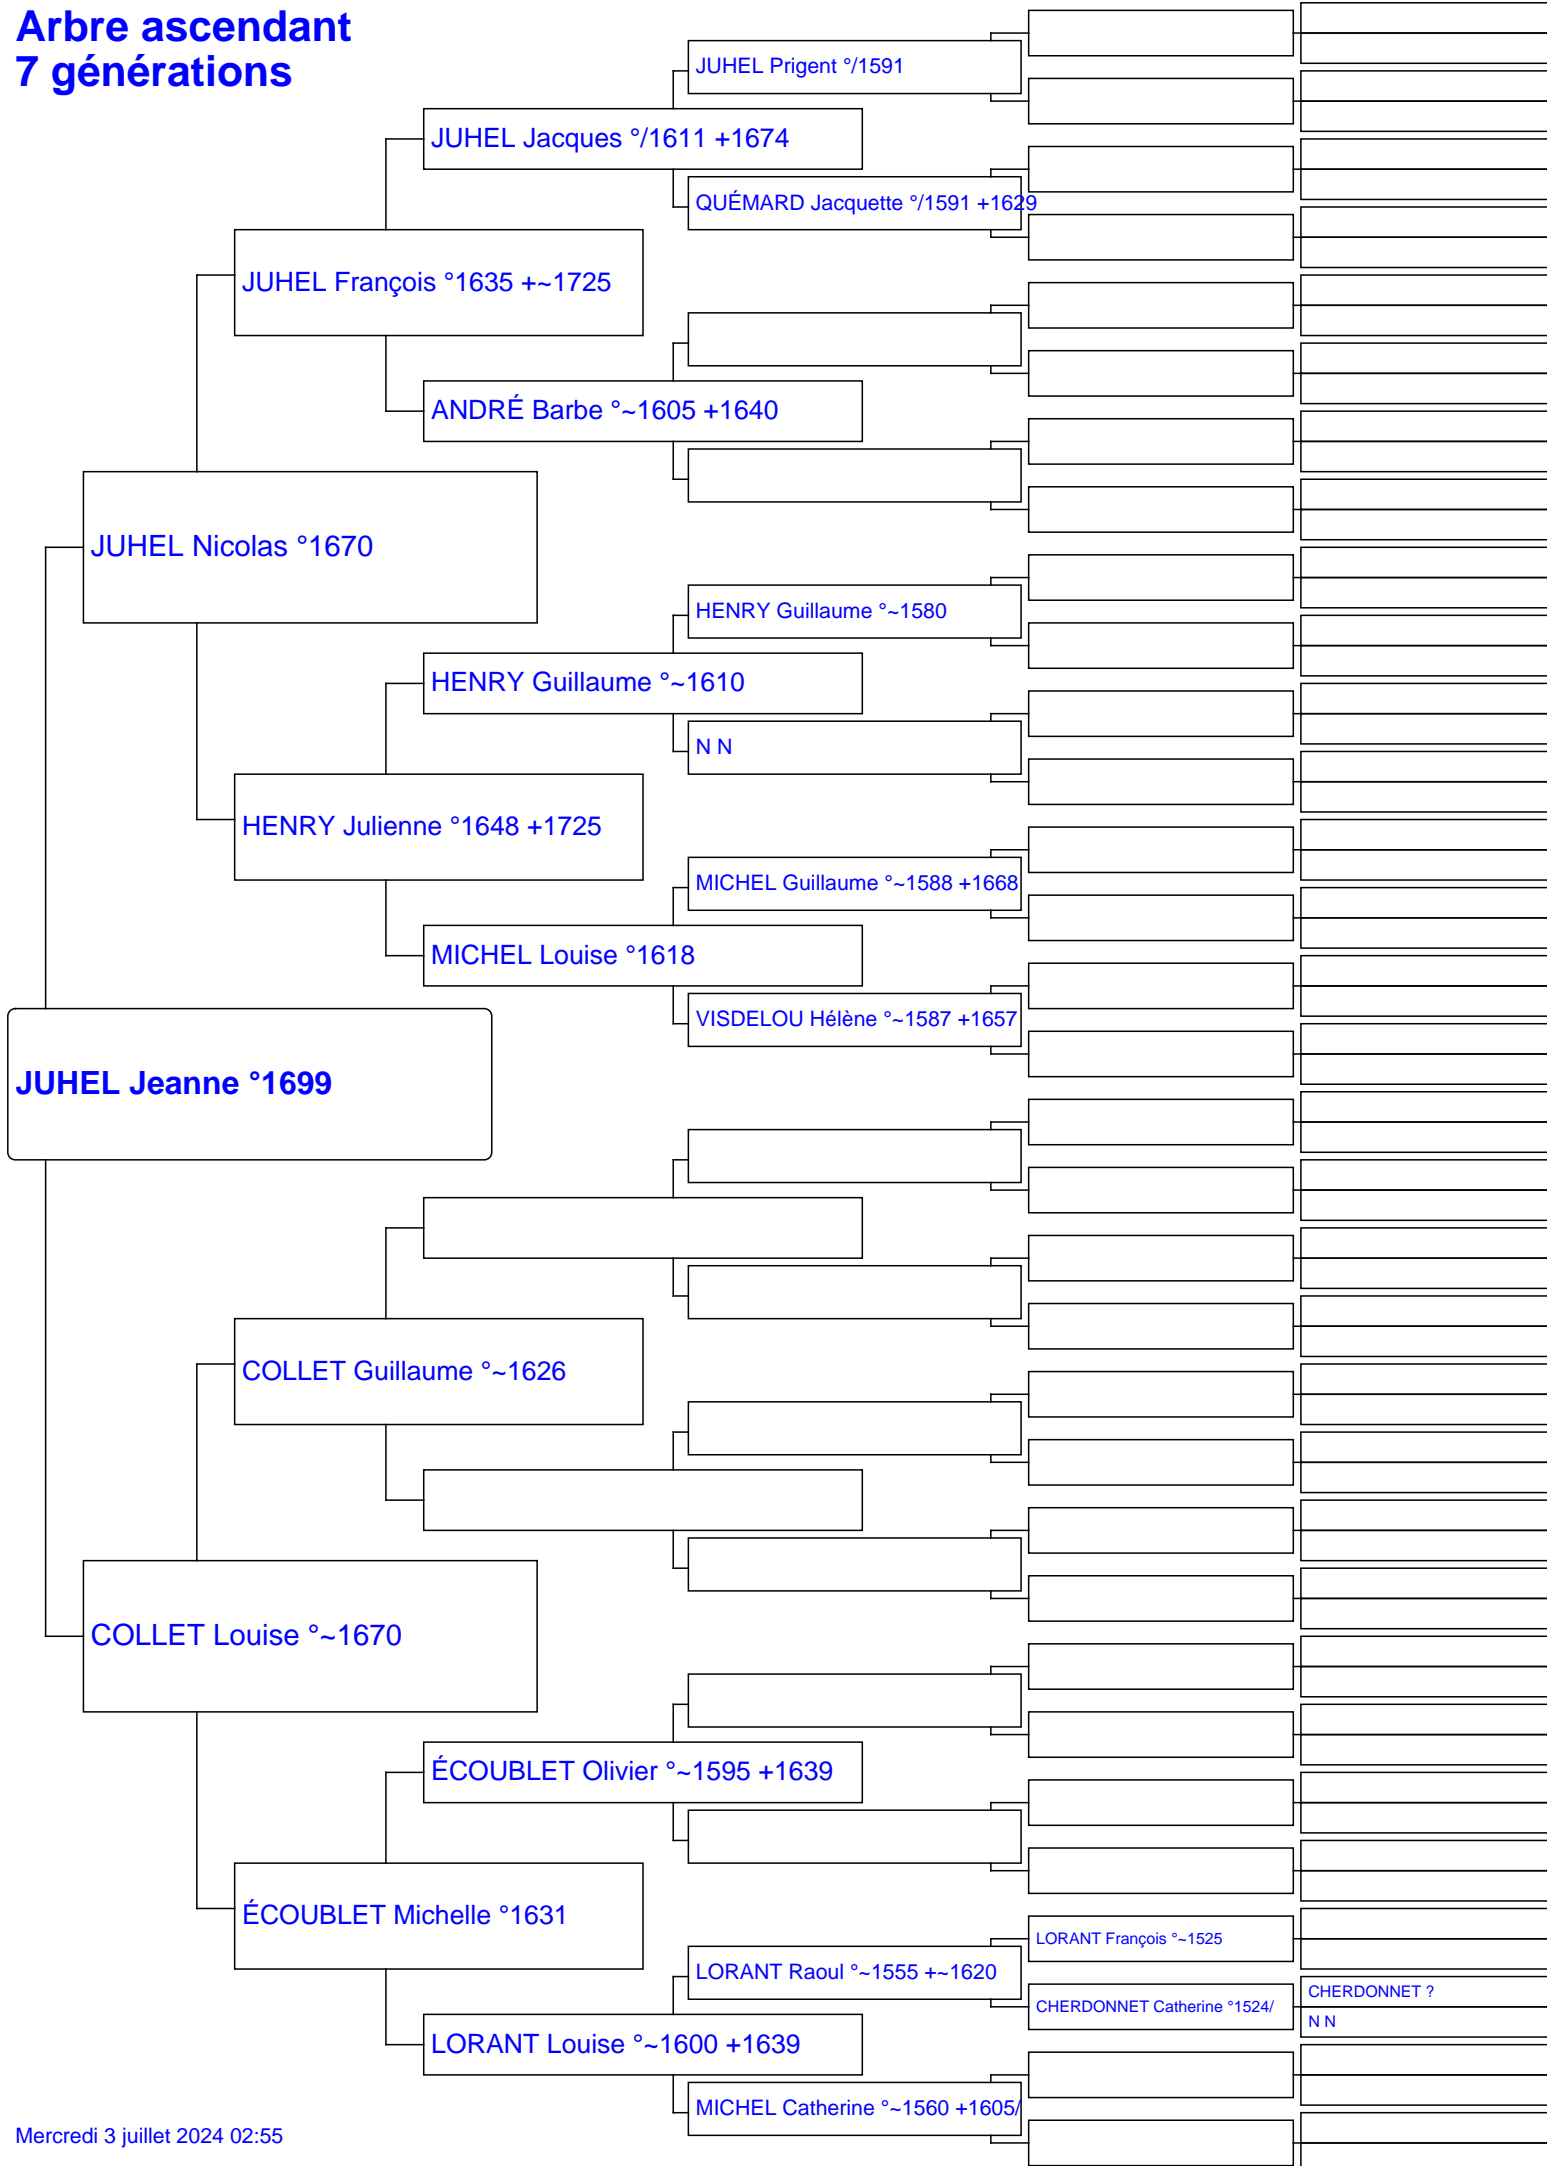 Arbre ascendant
7 générations
JUHEL Prigent °/1591
JUHEL Jacques °/1611 +1674
QUÉMARD Jacquette °/1591 +1629
JUHEL François °1635 +~1725
ANDRÉ Barbe °~1605 +1640
JUHEL Nicolas °1670
HENRY Guillaume °~1580
HENRY Guillaume °~1610
N N
HENRY Julienne °1648 +1725
MICHEL Guillaume °~1588 +1668
MICHEL Louise °1618
VISDELOU Hélène °~1587 +1657
JUHEL Jeanne °1699
COLLET Guillaume °~1626
COLLET Louise °~1670
ÉCOUBLET Olivier °~1595 +1639
ÉCOUBLET Michelle °1631
LORANT François °~1525
LORANT Raoul °~1555 +~1620
CHERDONNET ?
CHERDONNET Catherine °1524/
N N
LORANT Louise °~1600 +1639
MICHEL Catherine °~1560 +1605/
Mercredi 3 juillet 2024 02:55